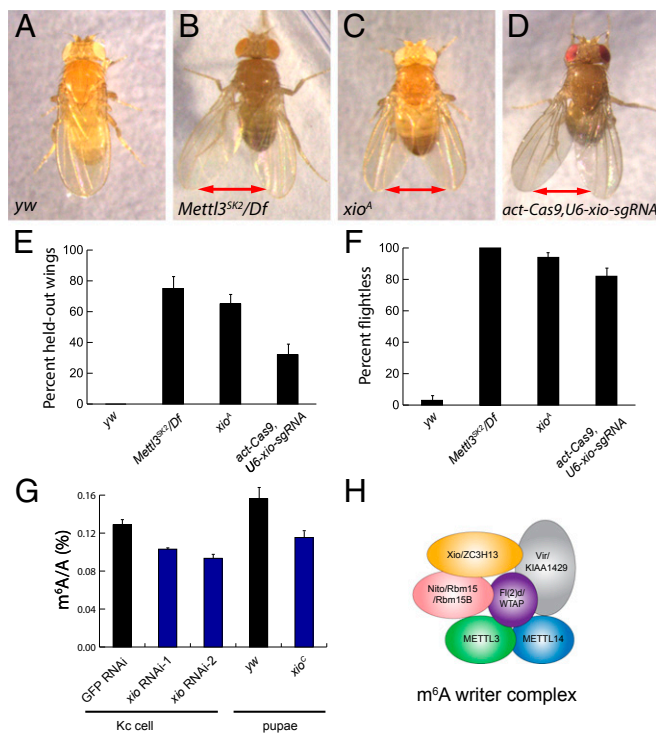 A
B
C
D
yw
Mettl3SK2/Df
xioA
act-Cas9,U6-xio-sgRNA
E
Percent held-out wings
100
80
60
40
20
0
yw
Mettl3SK2/Df
xioA
act-Cas9,
U6-xio-sgRNA
F
Percent flightless
100
80
60
40
20
0
yw
Mettl3SK2/Df
xioA
act-Cas9,
U6-xio-sgRNA
G
m6A/A (%)
0.16
0.12
0.08
0.04
0.00
GFP RNAi
xio RNAi-1
xio RNAi-2
yw
xioC
Kc cell
pupae
H
Xio/ZC3H13
Vir/
KIAA1429
Nito/Rbm15
/Rbm15B
Fl(2)d/
WTAP
METTL3
METTL14
m6A writer complex